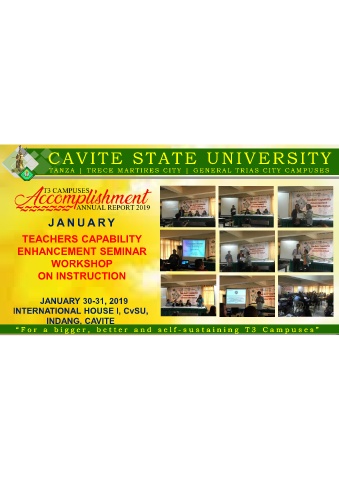 CAVITE STATE UNIVERSITY
TANZA | TRECE MARTIRES CITY | GENERAL TRIAS CITY CAMPUSES
T3 CAMPUSES
Accomplishment
ANNUAL REPORT 2019
JANUARY
TEACHERS CAPABILITY
ENHANCEMENT SEMINAR
WORKSHOP
ON INSTRUCTION
JANUARY 30-31, 2019
INTERNATIONAL HOUSE I, CvSU,
INDANG, CAVITE
"For a bigger, better and self-sustaining T3 Campuses"